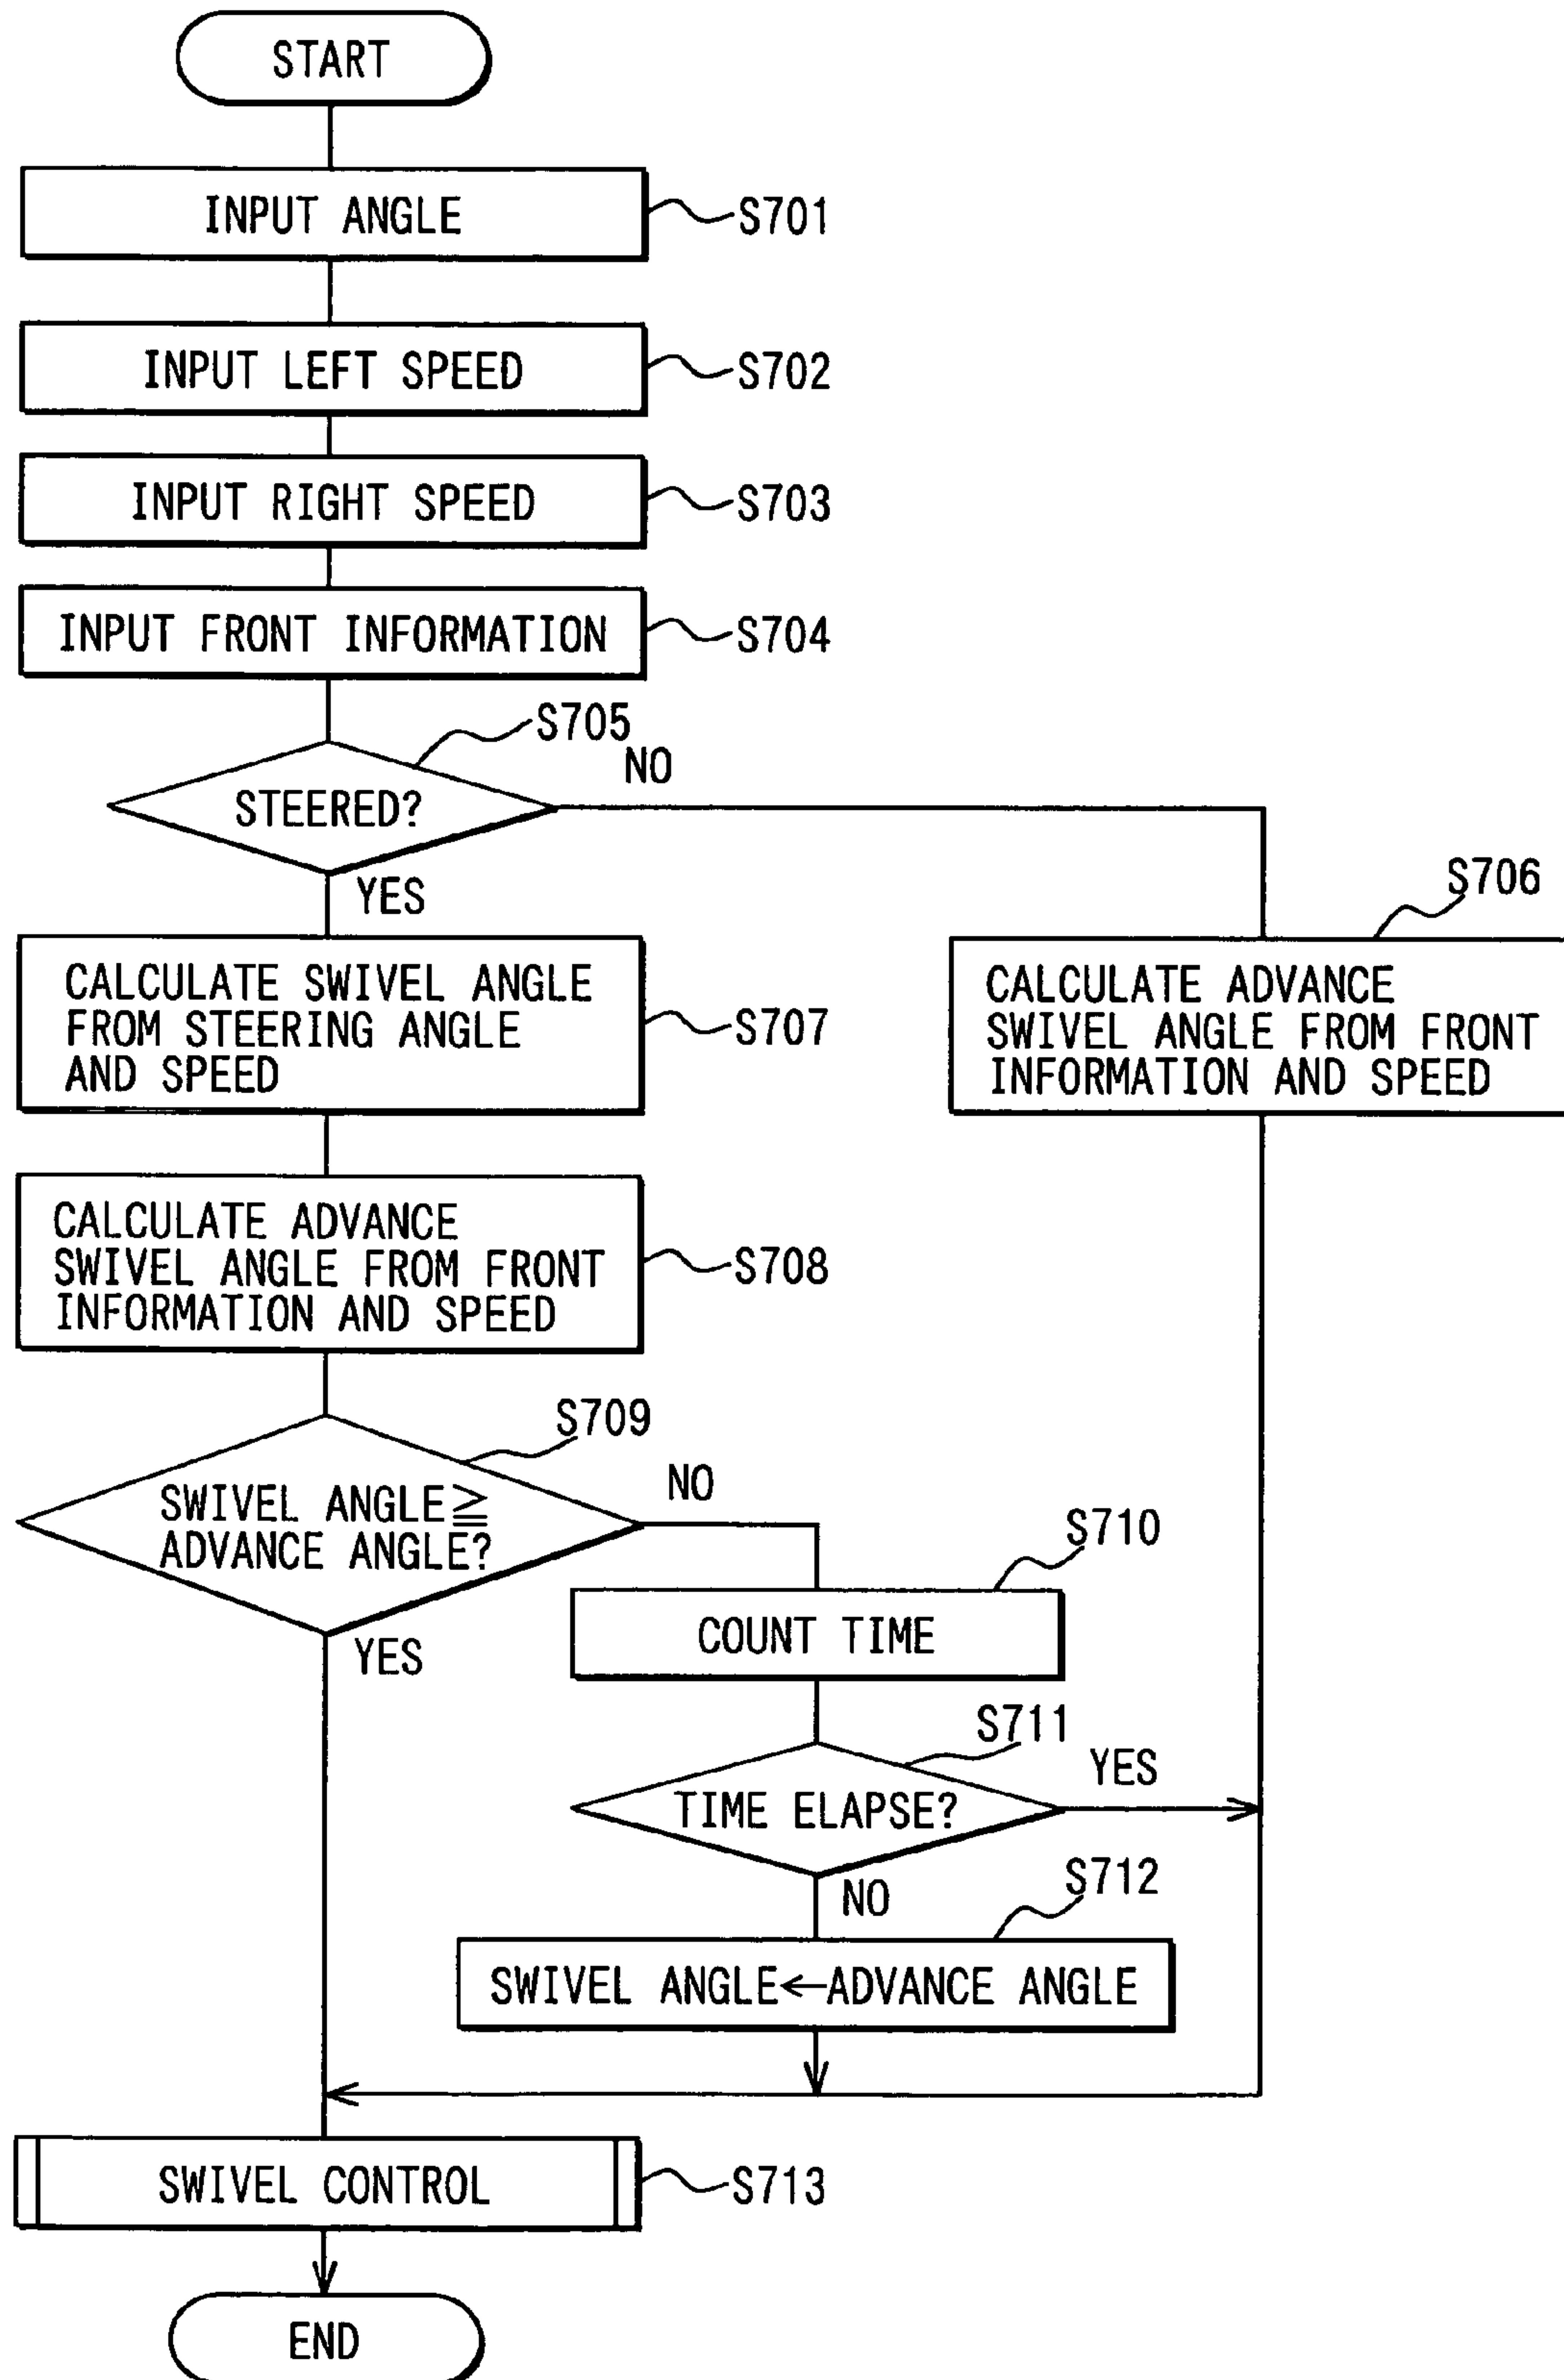 START
INPUT ANGLE
S701
INPUT LEFT SPEED
S702
INPUT RIGHT SPEED
S703
INPUT FRONT INFORMATION
S704
S705
STEERED?
NO
YES
S706
CALCULATE SWIVEL ANGLE
FROM STEERING ANGLE
AND SPEED
S707
CALCULATE ADVANCE
SWIVEL ANGLE FROM FRONT
INFORMATION AND SPEED
CALCULATE ADVANCE
SWIVEL ANGLE FROM FRONT
INFORMATION AND SPEED
S708
S709
SWIVEL ANGLE≧
ADVANCE ANGLE?
NO
YES
S710
COUNT TIME
S711
TIME ELAPSE?
YES
NO
S712
SWIVEL ANGLE←ADVANCE ANGLE
SWIVEL CONTROL
S713
END